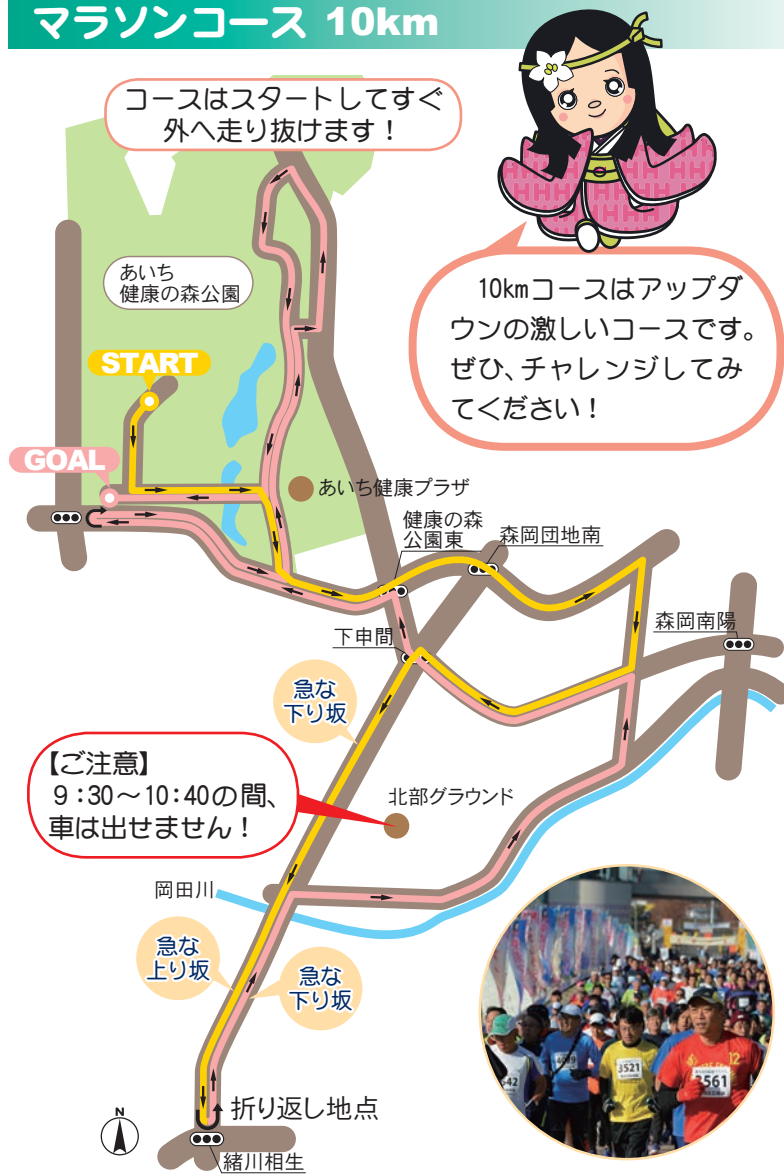 マラソンコース 10km
コースはスタートしてすぐ
外へ走り抜けます！
あいち
健康の森公園
10kmコースはアップダ
ウンの激しいコースです。
ぜひ、チャレンジしてみ
てください！
START
GOAL
あいち健康プラザ
健康の森
公園東
森岡団地南
下申間
森岡南陽
急な
下り坂
【ご注意】
9：30～10：40の間、
車は出せません！
北部グラウンド
岡田川
急な
上り坂
急な
下り坂
折り返し地点
N
緒川相生
3521
3561
12